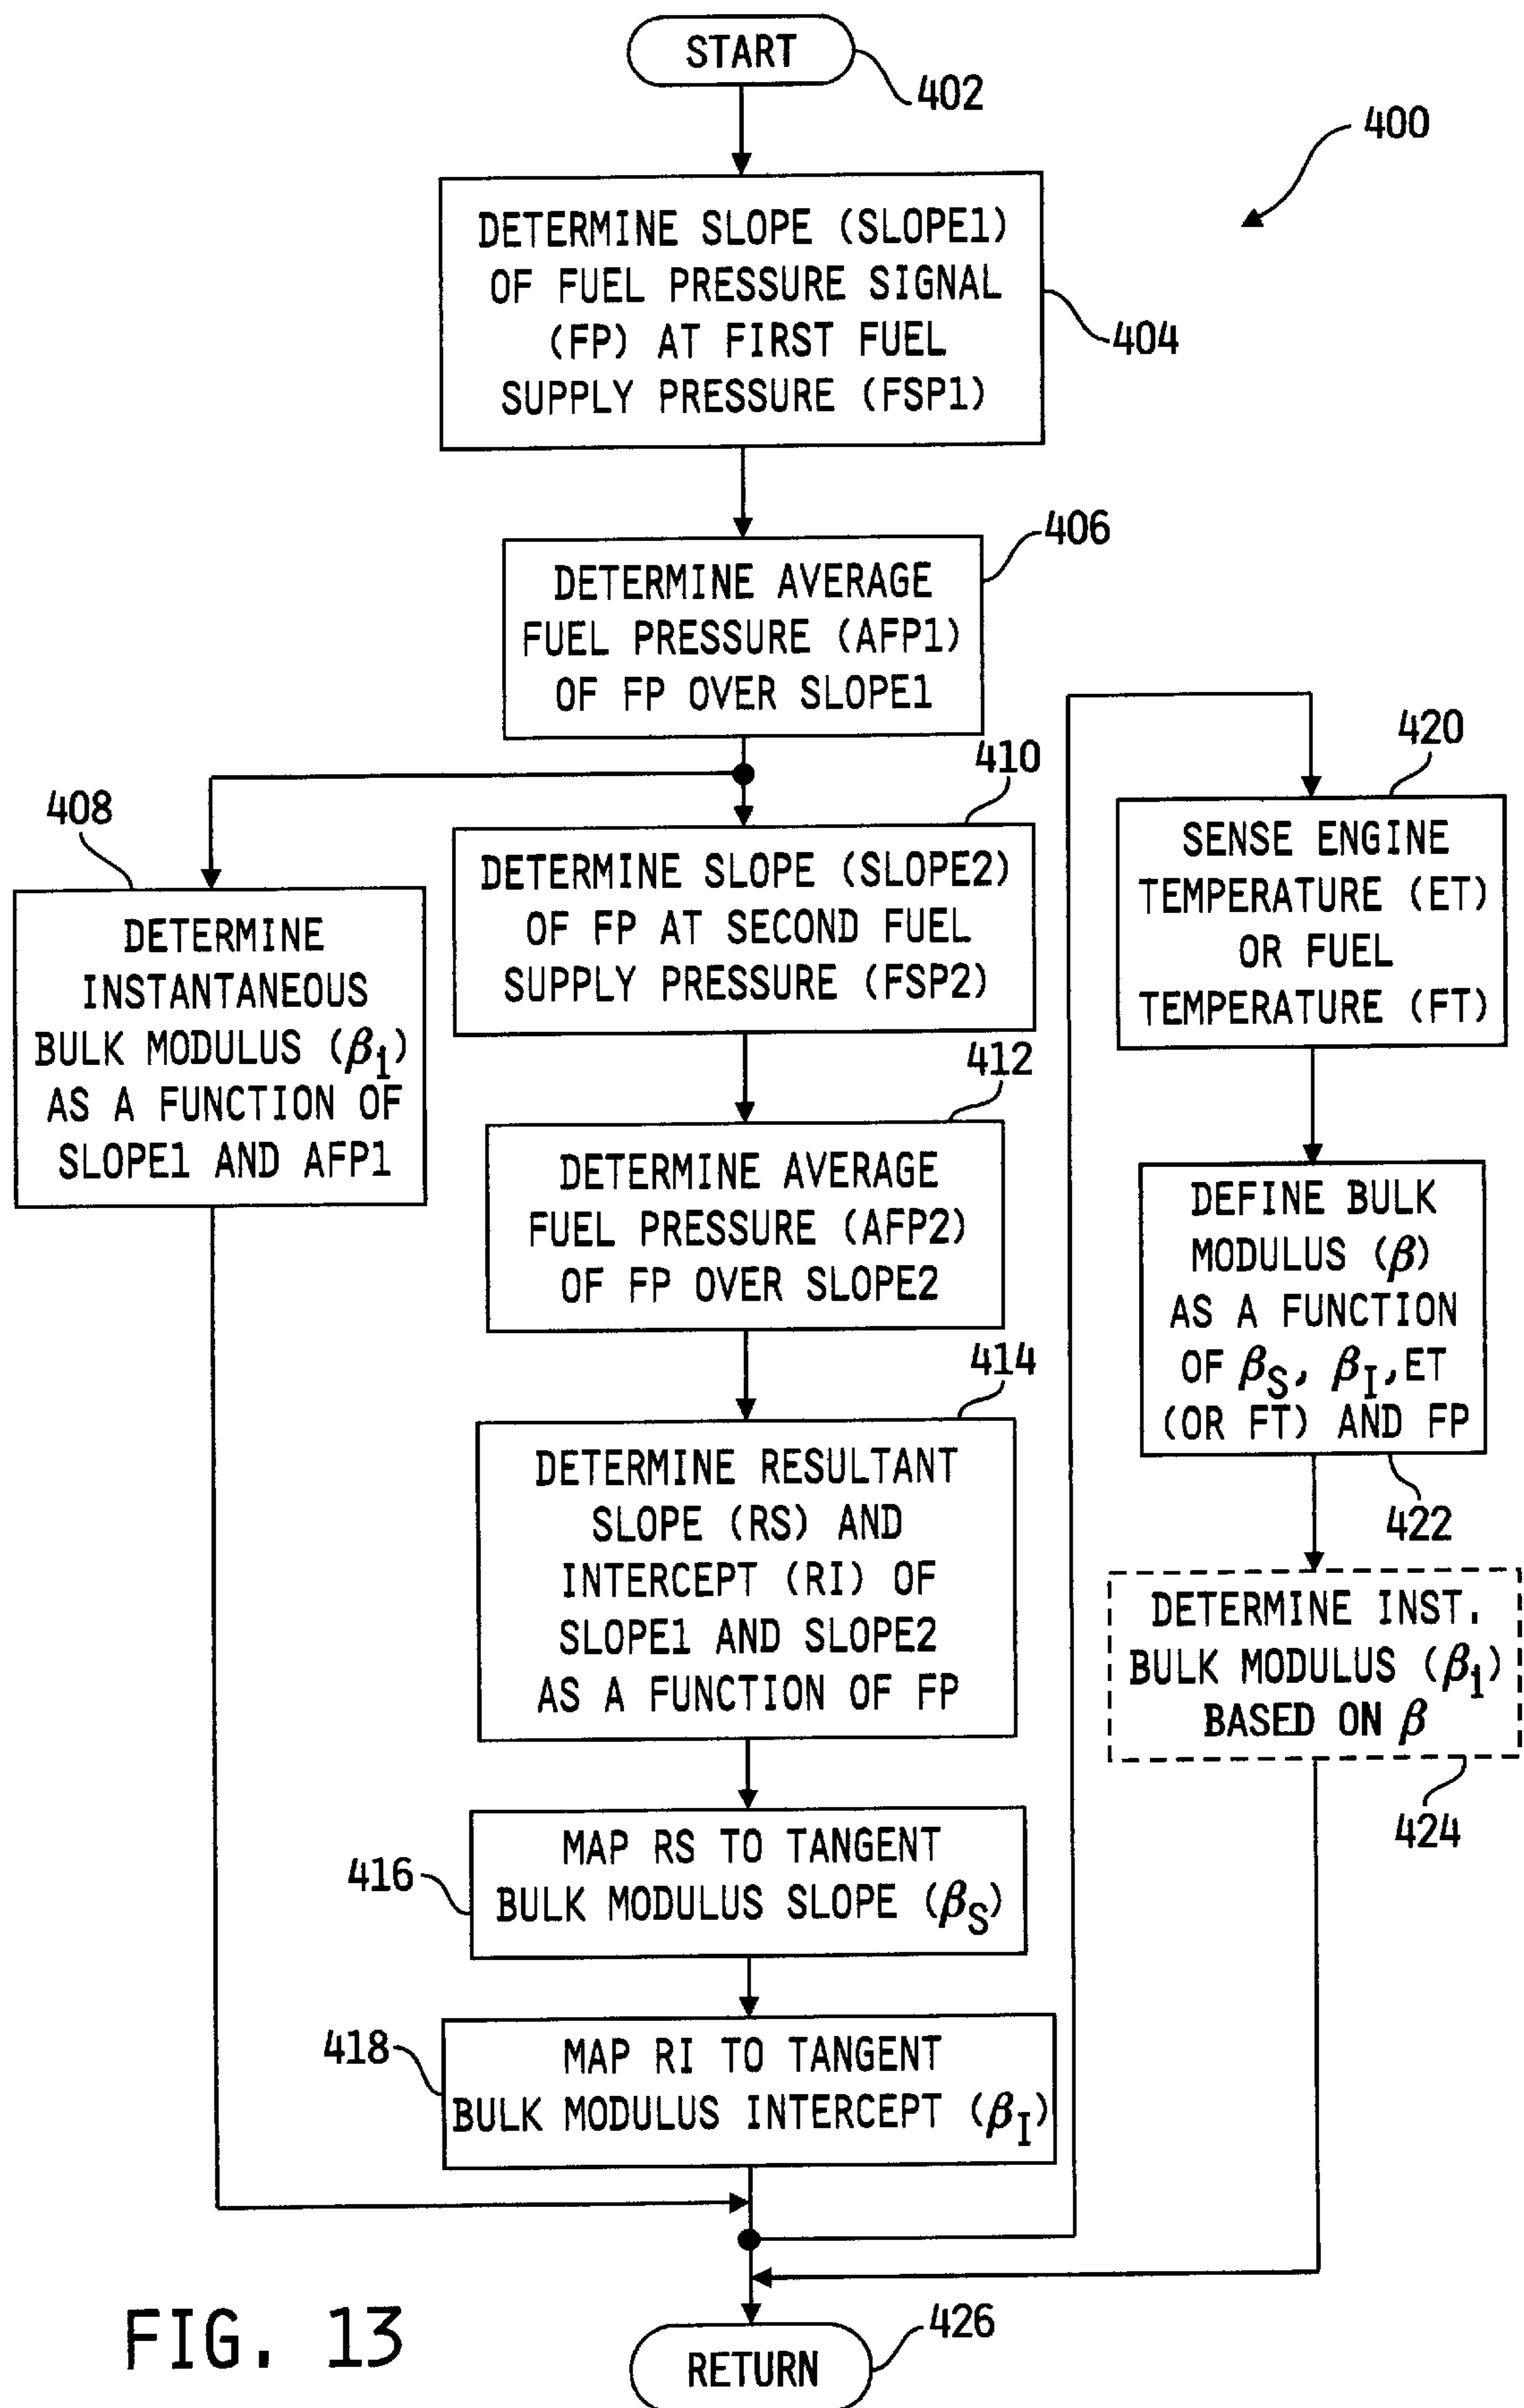 START
402
400
DETERMINE SLOPE (SLOPE1)
OF FUEL PRESSURE SIGNAL
(FP) AT FIRST FUEL
SUPPLY PRESSURE (FSP1)
404
406
DETERMINE AVERAGE
FUEL PRESSURE (AFP1)
OF FP OVER SLOPE1
408
DETERMINE
INSTANTANEOUS
BULK MODULUS (βi)
AS A FUNCTION OF
SLOPE1 AND AFP1
410
DETERMINE SLOPE (SLOPE2)
OF FP AT SECOND FUEL
SUPPLY PRESSURE (FSP2)
412
DETERMINE AVERAGE
FUEL PRESSURE (AFP2)
OF FP OVER SLOPE2
414
DETERMINE RESULTANT
SLOPE (RS) AND
INTERCEPT (RI) OF
SLOPE1 AND SLOPE2
AS A FUNCTION OF FP
416
MAP RS TO TANGENT
BULK MODULUS SLOPE (βS)
418
MAP RI TO TANGENT
BULK MODULUS INTERCEPT (βI)
420
SENSE ENGINE
TEMPERATURE (ET)
OR FUEL
TEMPERATURE (FT)
DEFINE BULK
MODULUS (β)
AS A FUNCTION
OF βS, βI, ET
(OR FT) AND FP
422
DETERMINE INST.
BULK MODULUS (βi)
BASED ON β
424
RETURN
426
FIG. 13